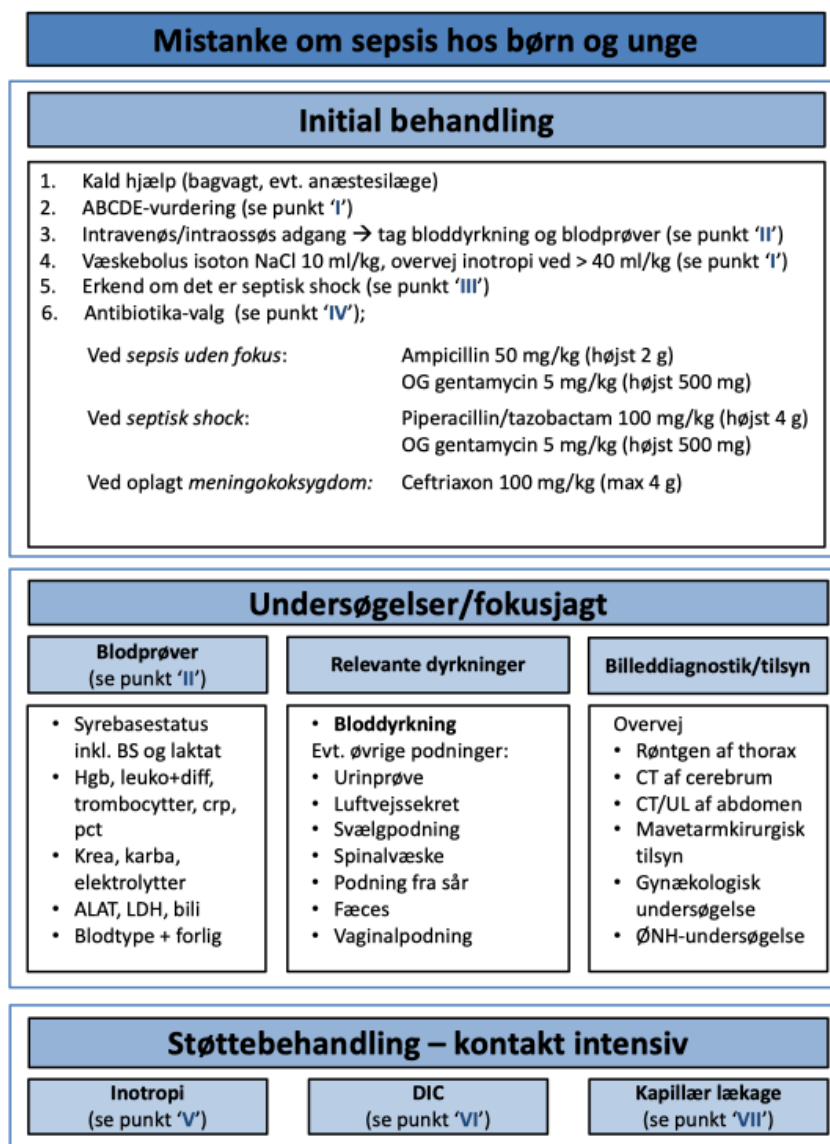 Mistanke om sepsis hos børn og unge
Initial behandling
1. Kald hjælp (bagvagt, evt. anæstesilæge)
2. ABCDE-vurdering (se punkt ‘I’)
3. Intravenøs/intraossøs adgang → tag bloddyrkning og blodprøver (se punkt ‘II’)
4. Væskebolus isoton NaCl 10 ml/kg, overvej inotropi ved > 40 ml/kg (se punkt ‘I’)
5. Erkend om det er septisk shock (se punkt ‘III’)
6. Antibiotika-valg (se punkt ‘IV’);
Ved sepsis uden fokus: Ampicillin 50 mg/kg (højst 2 g)
OG gentamycin 5 mg/kg (højst 500 mg)
Ved septisk shock: Piperacillin/tazobactam 100 mg/kg (højst 4 g)
OG gentamycin 5 mg/kg (højst 500 mg)
Ved oplagt meningokoksygdom: Ceftriaxon 100 mg/kg (max 4 g)
Undersøgelser/fokusjagt
Blodprøver
(se punkt ‘II’)
• Syrebasestatus
inkl. BS og laktat
• Hgb, leuko+diff,
trombocytter, crp,
pct
• Krea, karba,
elektrolytter
• ALAT, LDH, bili
• Blodtype + forlig
Relevante dyrkninger
• Bloddyrkning
Evt. øvrige podninger:
• Urinprøve
• Luftvejssekret
• Svælgpodning
• Spinalvæske
• Podning fra sår
• Fæces
• Vaginalpodning
Billeddiagnostik/tilsyn
Overvej
• Røntgen af thorax
• CT af cerebrum
• CT/UL af abdomen
• Mavetarmkirurgisk
tilsyn
• Gynækologisk
undersøgelse
• ØNH-undersøgelse
Støttebehandling – kontakt intensiv
Inotropi
(se punkt ‘V’)
DIC
(se punkt ‘VI’)
Kapillær lækage
(se punkt ‘VII’)